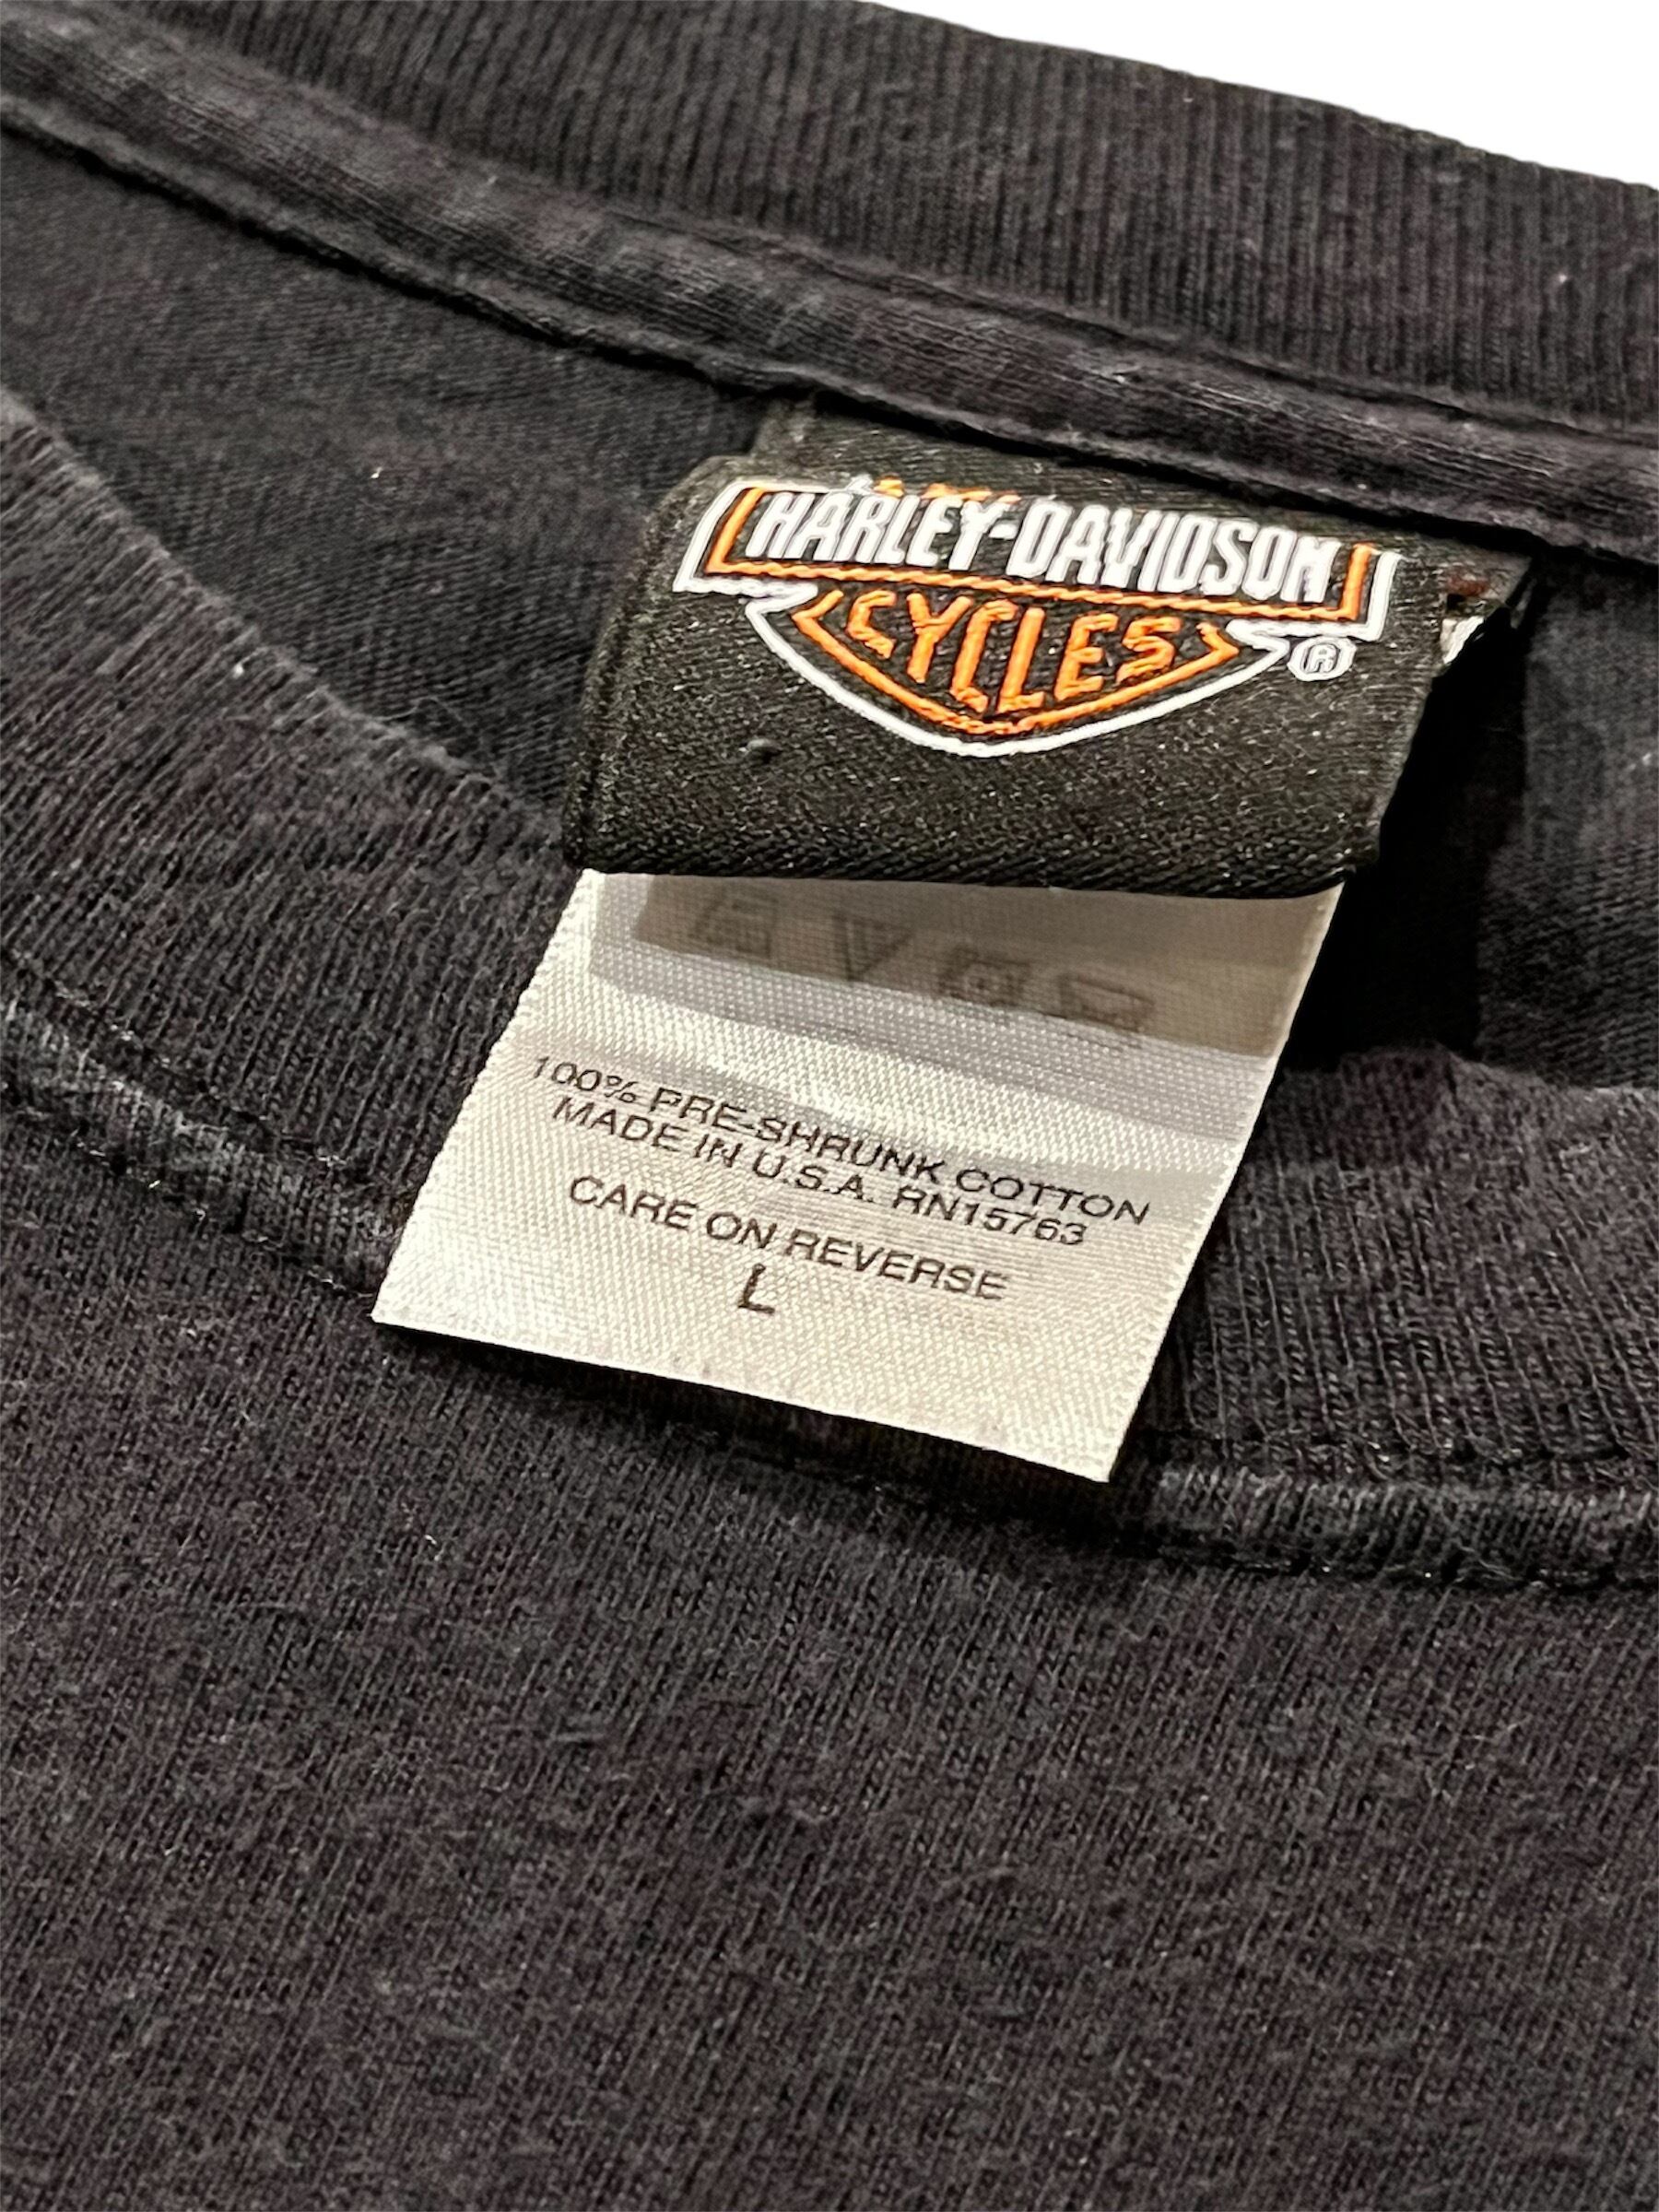 HARLEY-DAVIDSON
CYCLES
®
100% PRE-SHRUNK COTTON
MADE IN U.S.A. RN15763
CARE ON REVERSE
L